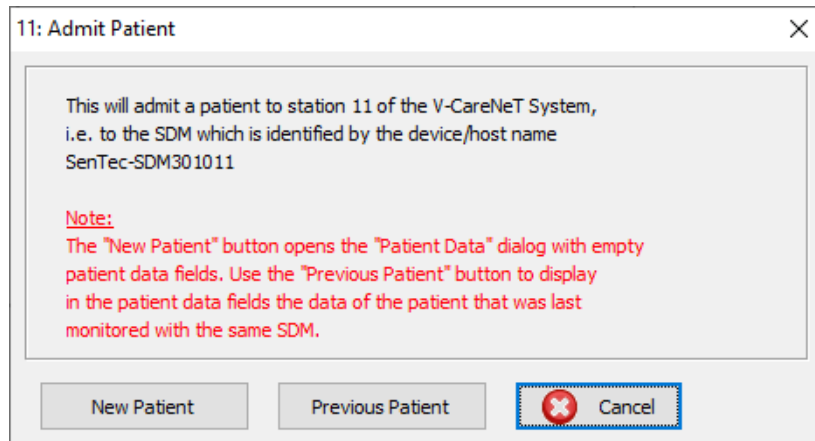 11: Admit Patient
This will admit a patient to station 11 of the V-CareNeT System,
i.e. to the SDM which is identified by the device/host name
SenTec-SDM301011
Note:
The "New Patient" button opens the "Patient Data" dialog with empty
patient data fields. Use the "Previous Patient" button to display
in the patient data fields the data of the patient that was last
monitored with the same SDM.
New Patient
Previous Patient
Cancel